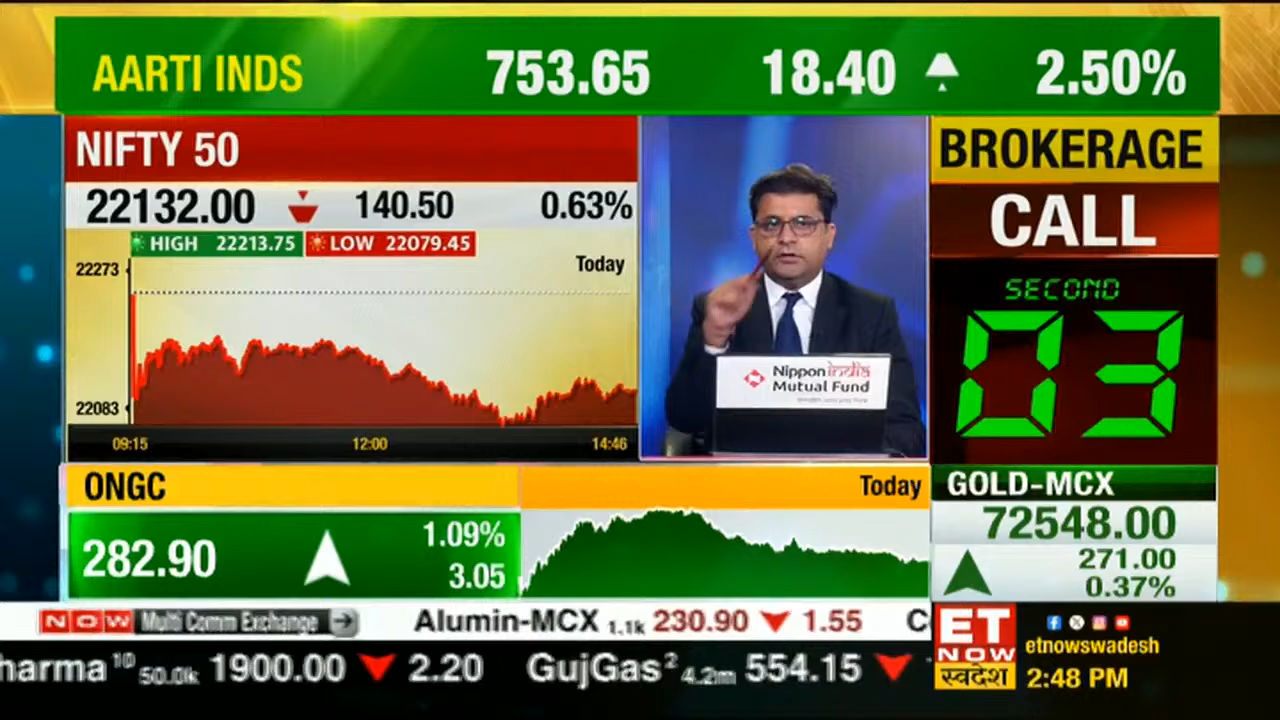 AARTI INDS 753.65 18.40 2.50%
NIFTY 50
22132.00 140.50 0.63%
HIGH 22213.75 LOW 22079.45
Today
22273
22083
09:15 12:00 14:46
Nippon india
Mutual Fund
BROKERAGE
CALL
SECOND
03
ONGC
Today
282.90
1.09%
3.05
GOLD-MCX
72548.00
271.00
0.37%
NOW Multi Comm Exchange Alumin-MCX 1.1k 230.90 1.55 C
harma 10 50.0k 1900.00 2.20 GujGas 2 4.2m 554.15
ET
NOW
स्वदेश
etnowswadesh
2:48 PM